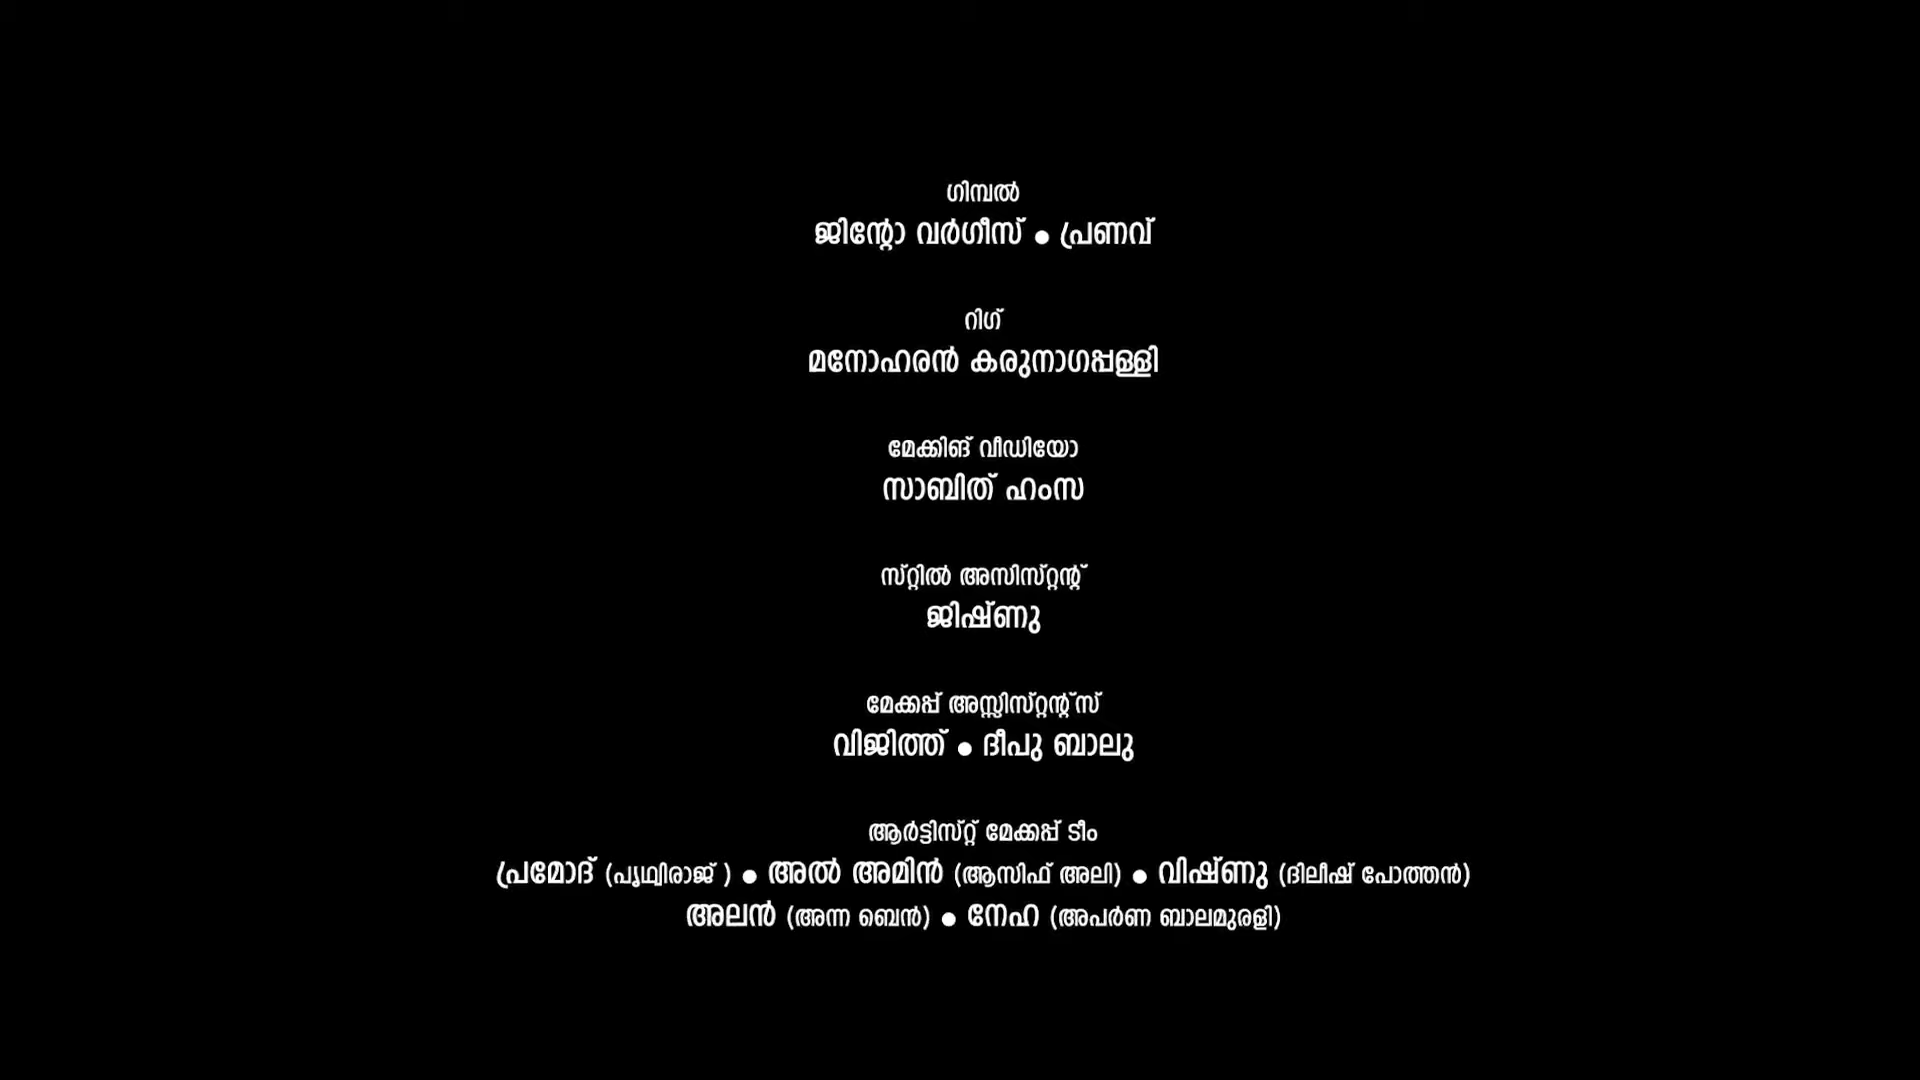 ഗിമ്പൽ
ജിന്റോ വർഗീസ് ● പ്രണവ്
റിഗ്
മനോഹരൻ കരുനാഗപ്പള്ളി
മേക്കിങ് വീഡിയോ
സാബിത് ഹംസ
സ്റ്റിൽ അസിസ്റ്റന്റ്
ജിഷ്ണു
മേക്കപ്പ് അസ്സിസ്റ്റന്റ്സ്
വിജിത്ത് ● ദീപു ബാലു
ആർട്ടിസ്റ്റ് മേക്കപ്പ് ടീം
പ്രമോദ് (പൃഥ്വിരാജ് ) ● അൽ അമിൻ (ആസിഫ് അലി) ● വിഷ്ണു (ദിലീഷ് പോത്തൻ)
അലൻ (അന്ന ബെൻ) ● നേഹ (അപർണ ബാലമുരളി)